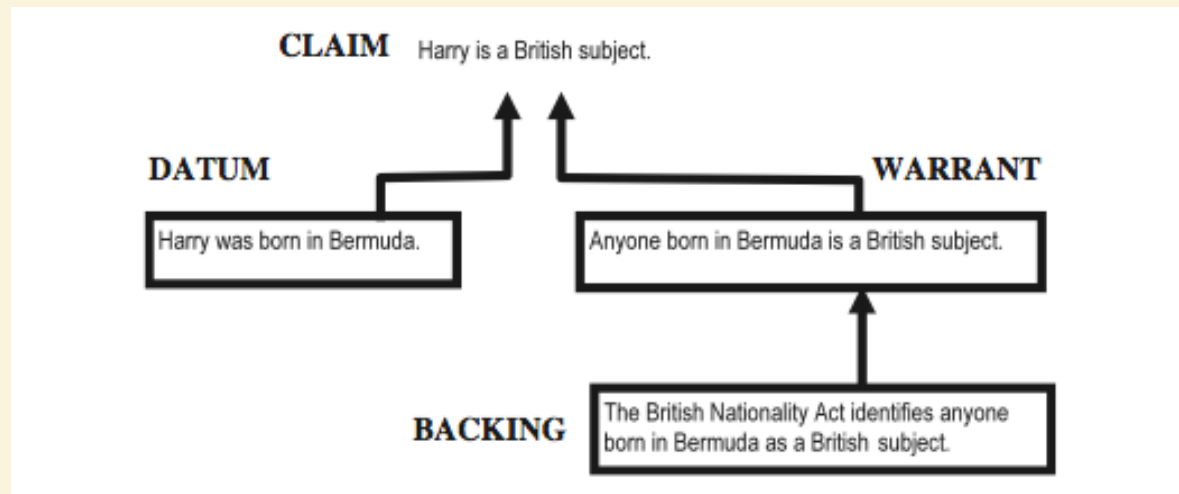 CLAIM Harry is a British subject.
DATUM
WARRANT
Harry was born in Bermuda.
Anyone born in Bermuda is a British subject.
BACKING
The British Nationality Act identifies anyone
born in Bermuda as a British subject.